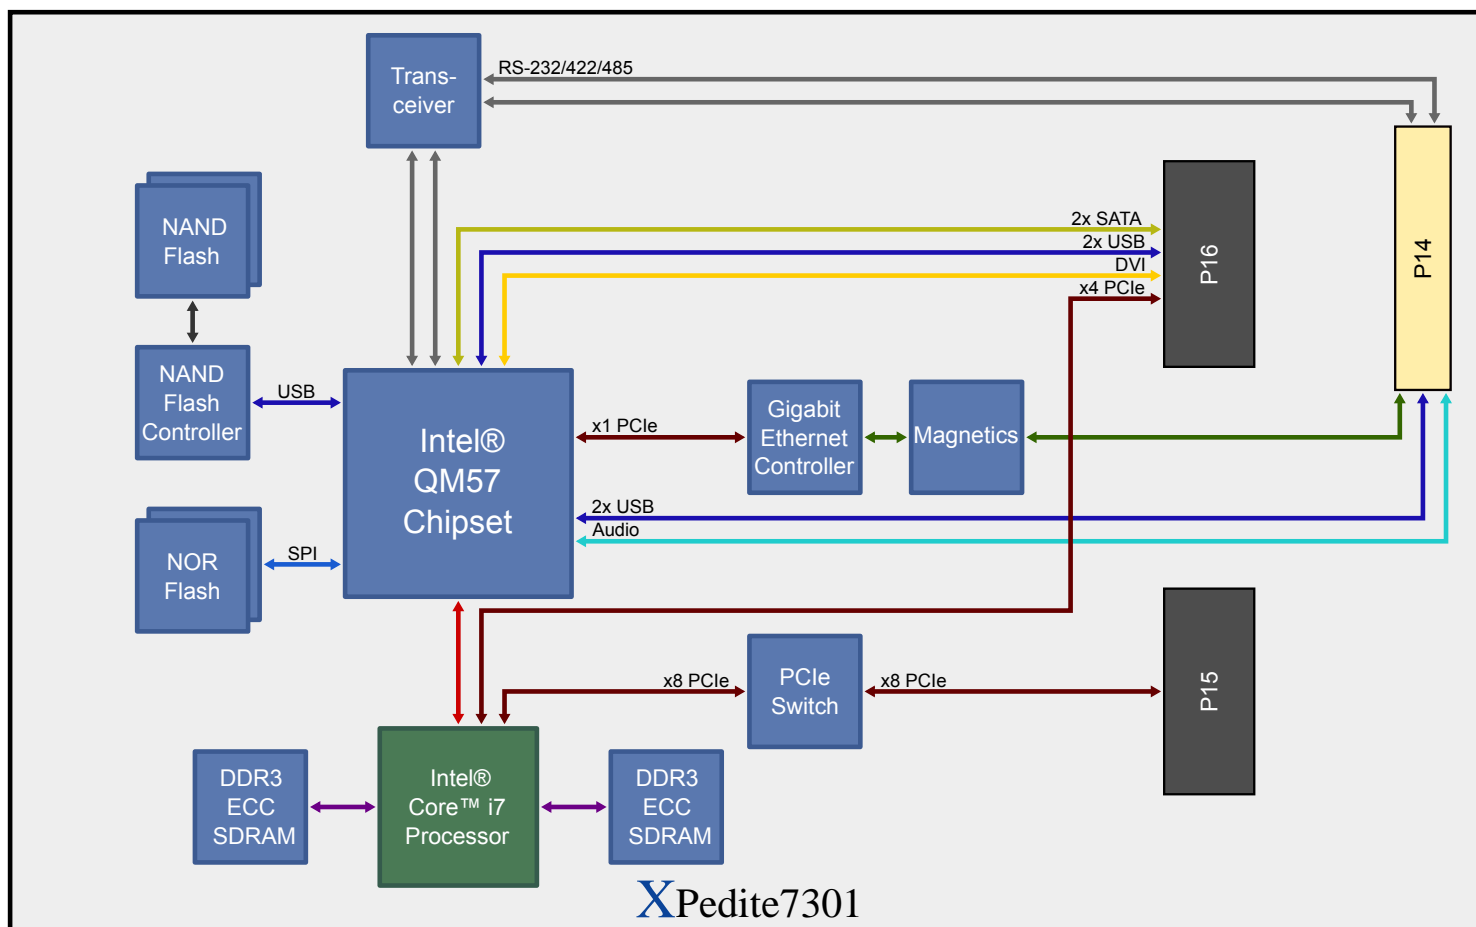 Trans-
ceiver
RS-232/422/485
NAND
Flash
2x SATA
2x USB
DVI
x4 PCIe
P16
P14
NAND
Flash
Controller
USB
Intel®
QM57
Chipset
x1 PCIe
Gigabit
Ethernet
Controller
Magnetics
2x USB
Audio
NOR
Flash
SPI
x8 PCIe
PCIe
Switch
x8 PCIe
P15
DDR3
ECC
SDRAM
Intel®
Core™ i7
Processor
DDR3
ECC
SDRAM
XPedite7301